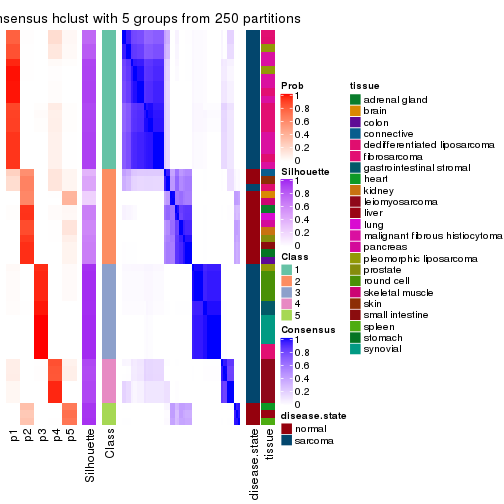 nsensus hclust with 5 groups from 250 partitions
p1
p2
p3
p4
p5
Silhouette
Class
disease.state
tissue
Prob
1
0.8
0.6
0.4
0.2
0
Silhouette
1
0.8
0.6
0.4
0.2
0
Class
1
2
3
4
5
Consensus
1
0.8
0.6
0.4
0.2
0
disease.state
normal
sarcoma
tissue
adrenal gland
brain
colon
connective
dedifferentiated liposarcoma
fibrosarcoma
gastrointestinal stromal
heart
kidney
leiomyosarcoma
liver
lung
malignant fibrous histiocytoma
pancreas
pleomorphic liposarcoma
prostate
round cell
skeletal muscle
skin
small intestine
spleen
stomach
synovial